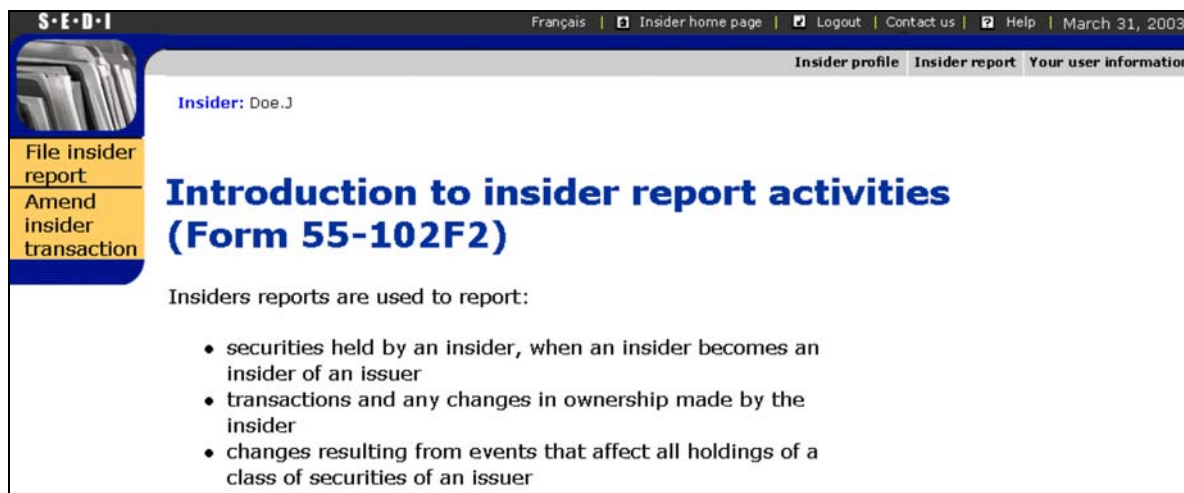 S·E·D·I
Français | Insider home page | Logout | Contact us | Help | March 31, 2003
Insider profile Insider report Your user information
Insider: Doe.J
File insider
report
Amend
insider
transaction
Introduction to insider report activities
(Form 55-102F2)
Insiders reports are used to report:
• securities held by an insider, when an insider becomes an
insider of an issuer
• transactions and any changes in ownership made by the
insider
• changes resulting from events that affect all holdings of a
class of securities of an issuer